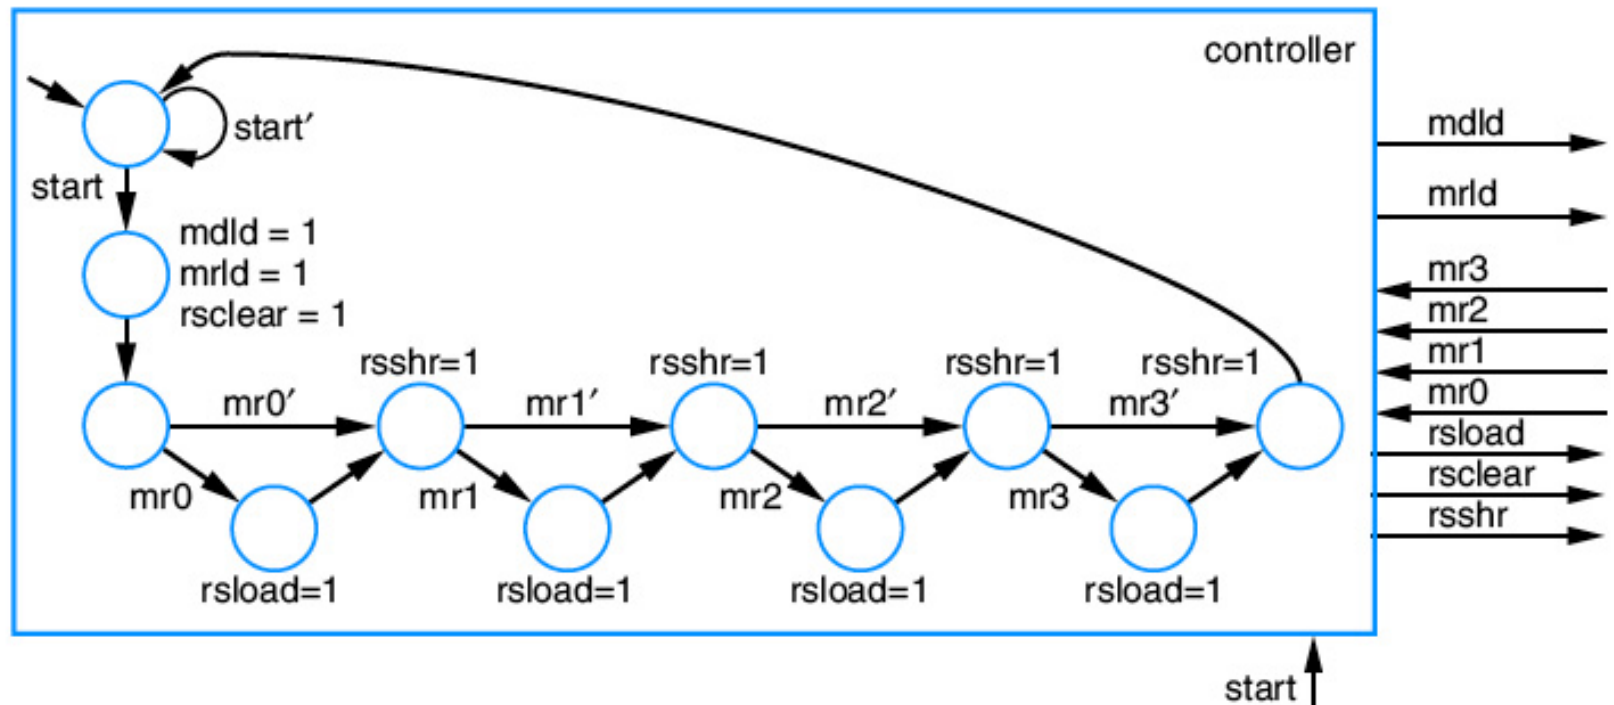 controller
start′
start
mdld = 1
mrld = 1
rsclear = 1
rsshr=1
rsshr=1
rsshr=1
rsshr=1
mr0′
mr1′
mr2′
mr3′
mr0
mr1
mr2
mr3
rsload=1
rsload=1
rsload=1
rsload=1
mdld
mrld
mr3
mr2
mr1
mr0
rsload
rsclear
rsshr
start